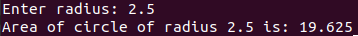 Enter radius: 2.5
Area of circle of radius 2.5 is: 19.625